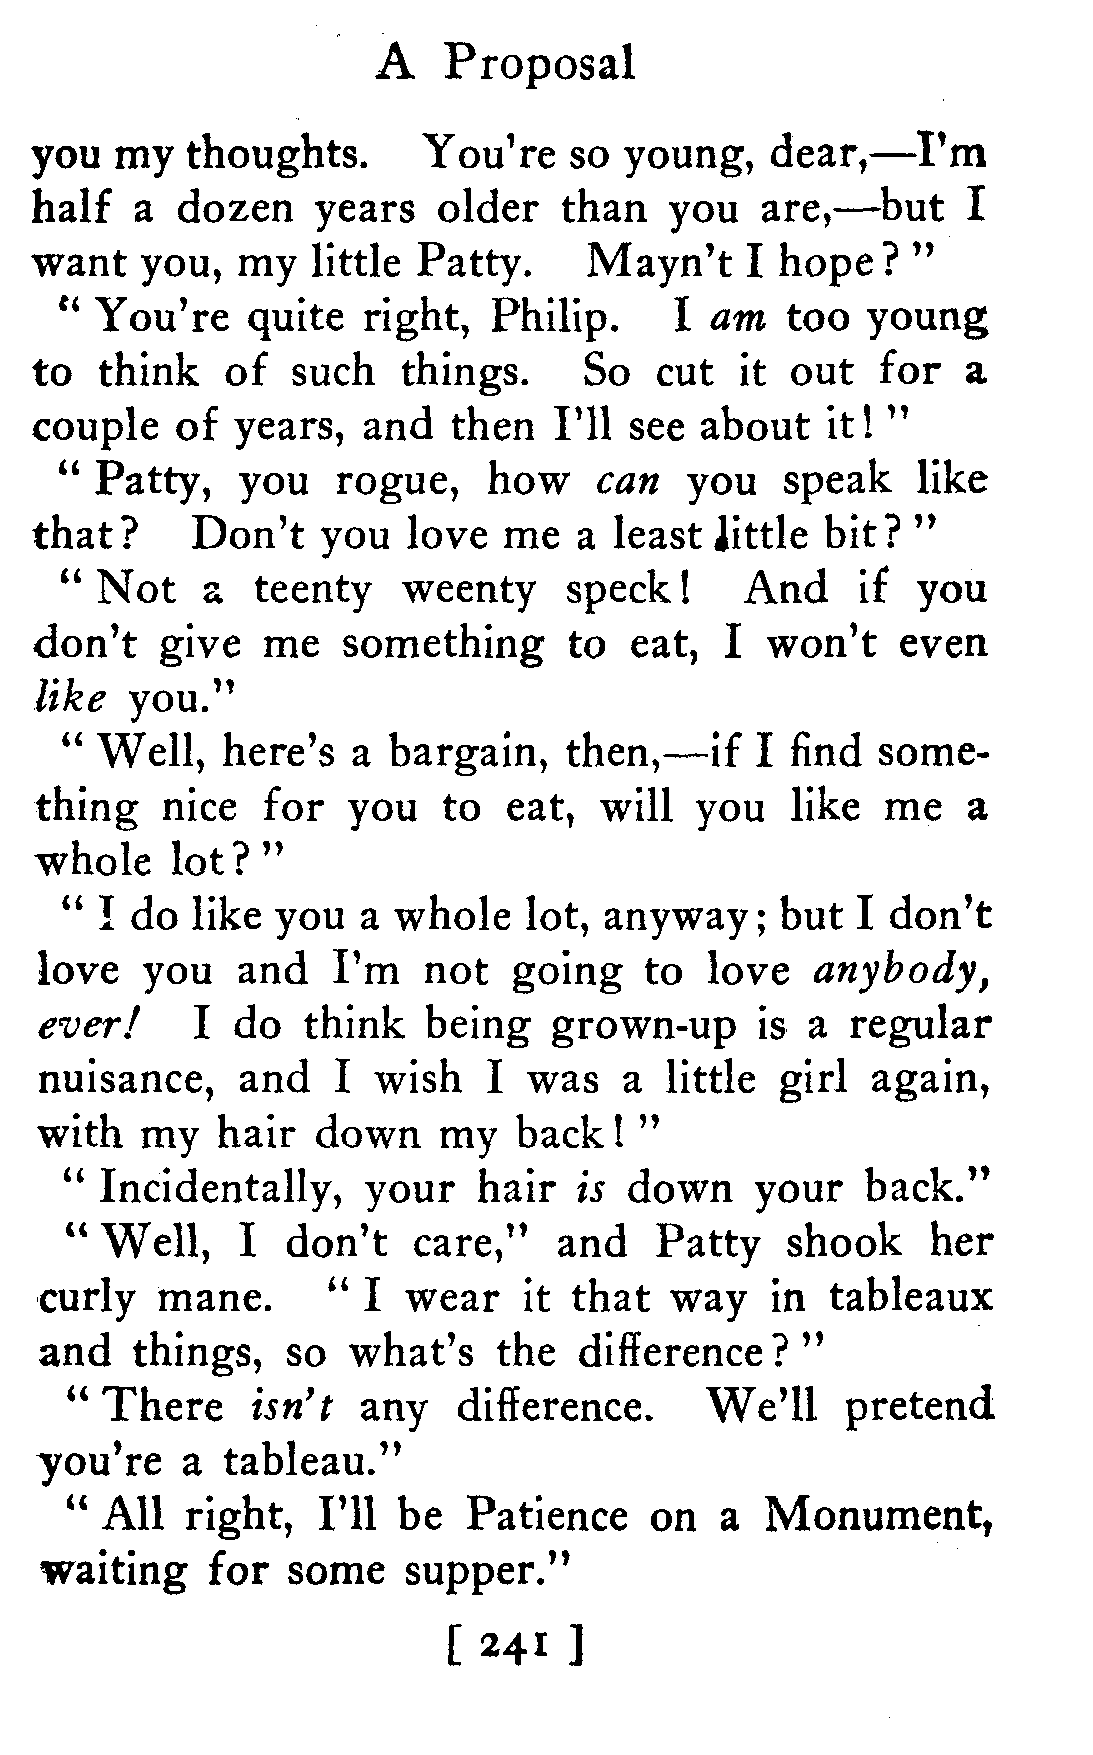 A Proposal
you my thoughts. You're so young, dear,—I'm
half a dozen years older than you are,—but I
want you, my little Patty. Mayn't I hope?"
"You're quite right, Philip. I am too young
to think of such things. So cut it out for a
couple of years, and then I'll see about it!"
"Patty, you rogue, how can you speak like
that? Don't you love me a least little bit?"
"Not a teenty weenty speck! And if you
don't give me something to eat, I won't even
like you."
"Well, here's a bargain, then,—if I find some-
thing nice for you to eat, will you like me a
whole lot?"
"I do like you a whole lot, anyway; but I don't
love you and I'm not going to love anybody,
ever! I do think being grown-up is a regular
nuisance, and I wish I was a little girl again,
with my hair down my back!"
"Incidentally, your hair is down your back."
"Well, I don't care," and Patty shook her
curly mane. "I wear it that way in tableaux
and things, so what's the difference?"
"There isn't any difference. We'll pretend
you're a tableau."
"All right, I'll be Patience on a Monument,
waiting for some supper."
[ 241 ]